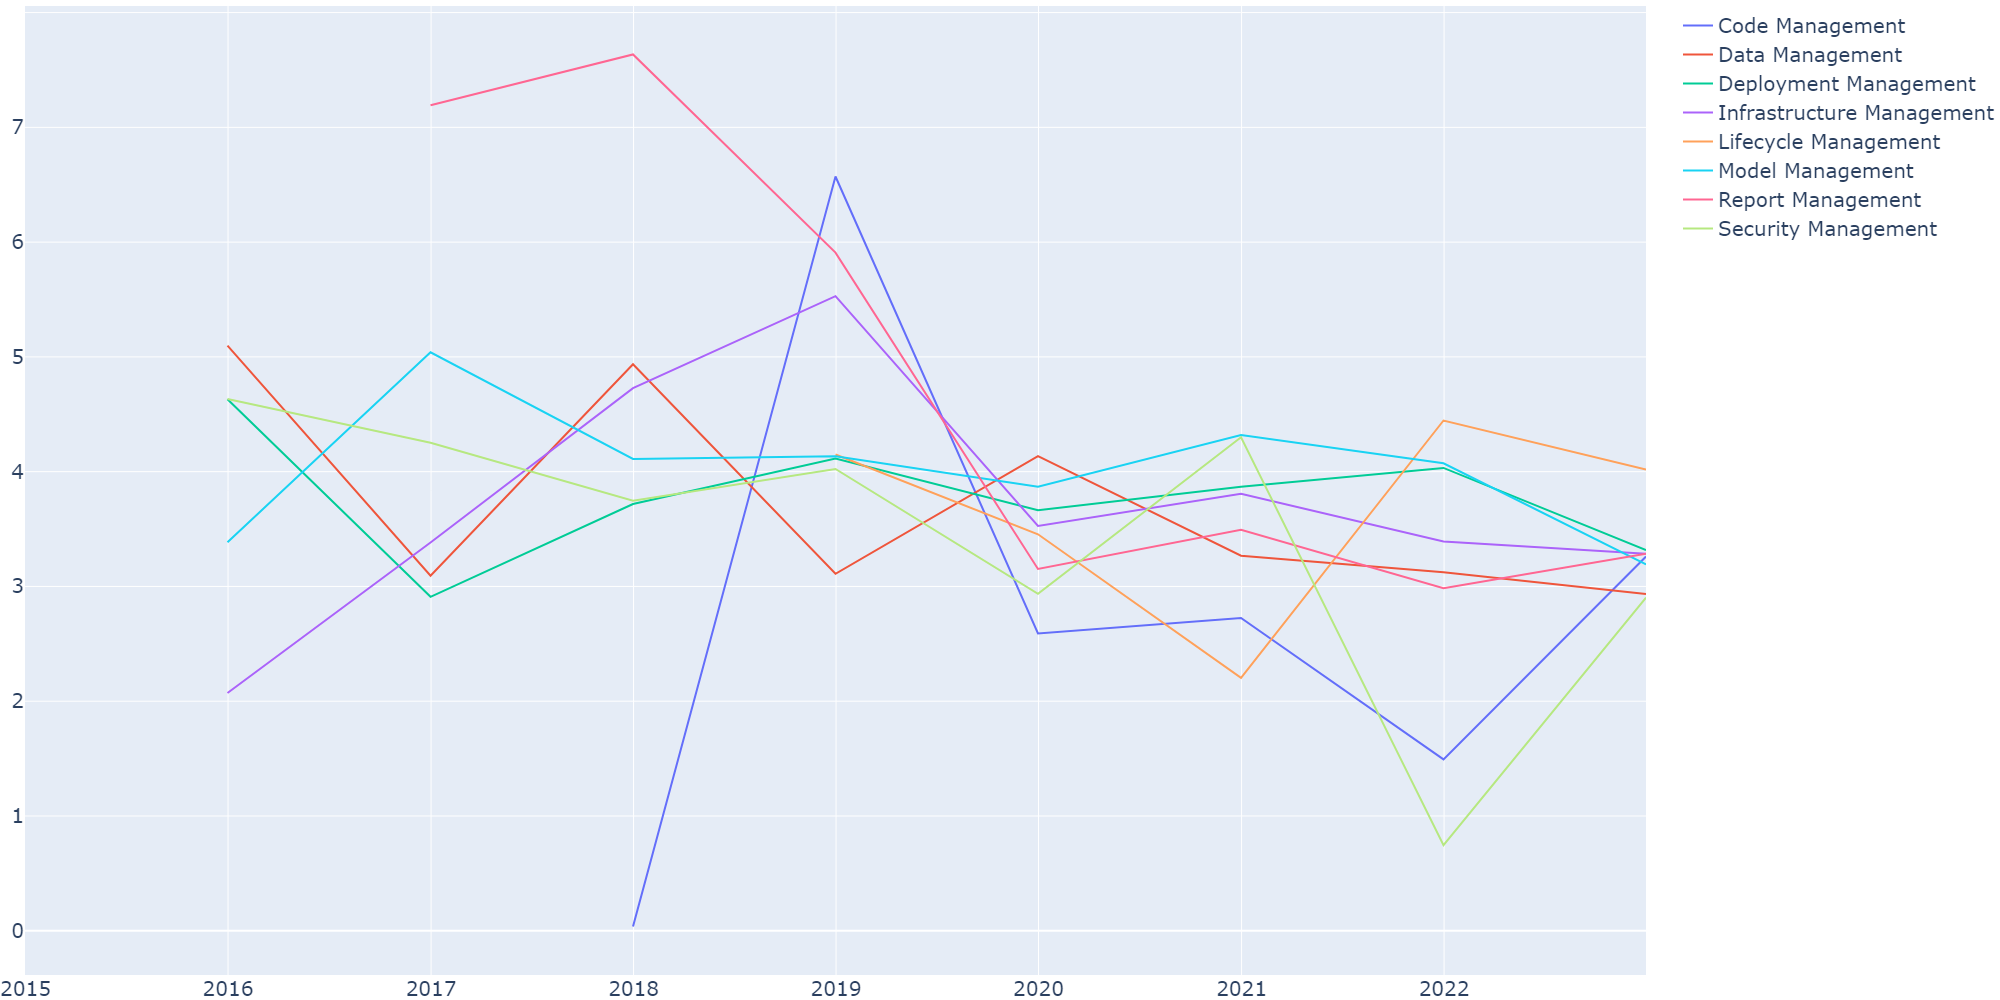 Code Management
Data Management
Deployment Management
Infrastructure Management
Lifecycle Management
Model Management
Report Management
Security Management
7
6
5
4
3
2
1
0
2015 2016 2017 2018 2019 2020 2021 2022